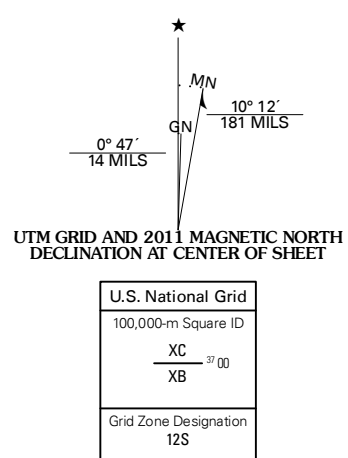 ★
MN
GN
10° 12´
181 MILS
0° 47´
14 MILS
UTM GRID AND 2011 MAGNETIC NORTH
DECLINATION AT CENTER OF SHEET
U.S. National Grid
100,000-m Square ID
XC
37 00
XB
Grid Zone Designation
12S